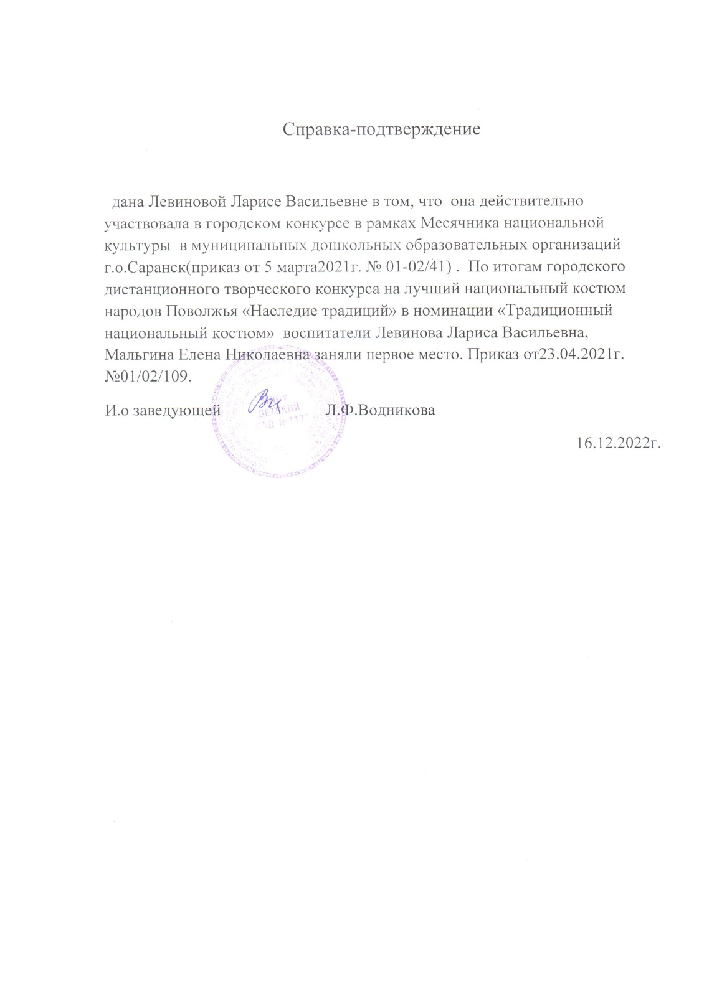 Справка-подтверждение
дана Левиновой Ларисе Васильевне в том, что она действительно
участвовала в городском конкурсе в рамках Месячника национальной
культуры в муниципальных дошкольных образовательных организаций
г.о.Саранск(приказ от 5 марта2021г. № 01-02/41) . По итогам городского
дистанционного творческого конкурса на лучший национальный костюм
народов Поволжья «Наследие традиций» в номинации «Традиционный
национальный костюм» воспитатели Левинова Лариса Васильевна,
Мальгина Елена Николаевна заняли первое место. Приказ от23.04.2021г.
№01/02/109.
И.о заведующей Л.Ф.Водникова
ДЕТСКИЙ
САД №117"
16.12.2022г.